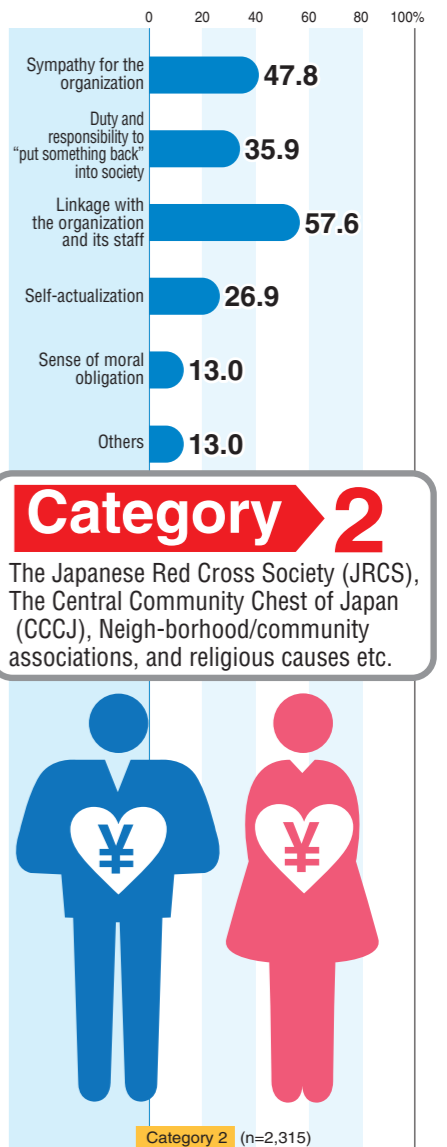 0 20 40 60 80 100%
Sympathy for the
organization
47.8
Duty and
responsibility to
“put something back”
into society
35.9
Linkage with
the organization
and its staff
57.6
Self-actualization
26.9
Sense of moral
obligation
13.0
Others
13.0
Category 2
The Japanese Red Cross Society (JRCS),
The Central Community Chest of Japan
(CCCJ), Neigh-borhood/community
associations, and religious causes etc.
¥ ¥
Category 2 (n=2,315)